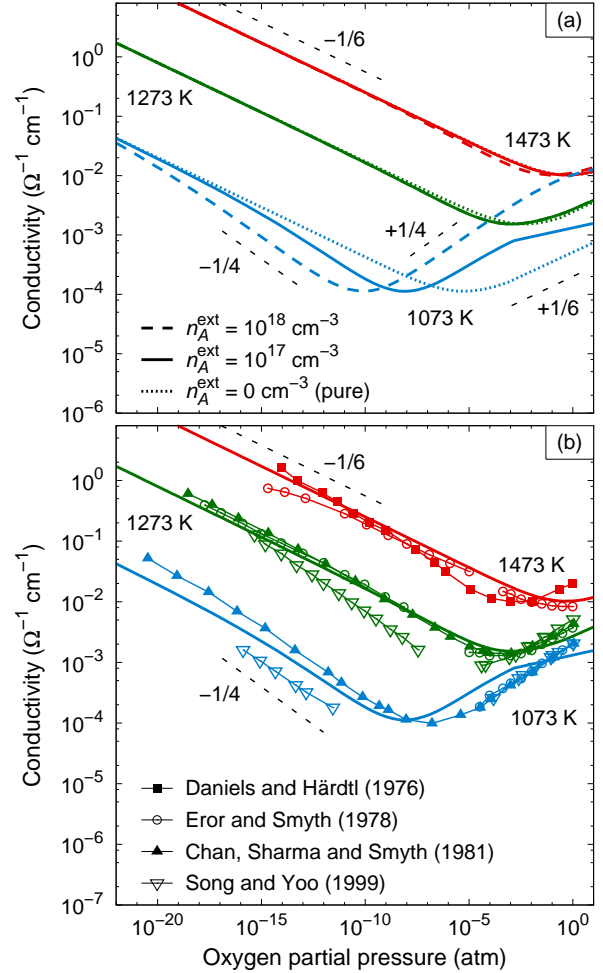 (a)
−1/6
10⁰
1273 K
10⁻¹
1473 K
10⁻²
Conductivity (Ω⁻¹ cm⁻¹)
+1/4
10⁻³
−1/4
10⁻⁴
1073 K
+1/6
n_A^ext = 10¹⁸ cm⁻³
10⁻⁵
n_A^ext = 10¹⁷ cm⁻³
n_A^ext = 0 cm⁻³ (pure)
10⁻⁶
(b)
−1/6
10⁰
1273 K
10⁻¹
1473 K
10⁻²
Conductivity (Ω⁻¹ cm⁻¹)
10⁻³
−1/4
1073 K
10⁻⁴
10⁻⁵
Daniels and Härdtl (1976)
Eror and Smyth (1978)
10⁻⁶
Chan, Sharma and Smyth (1981)
Song and Yoo (1999)
10⁻⁷
10⁻²⁰ 10⁻¹⁵ 10⁻¹⁰ 10⁻⁵ 10⁰
Oxygen partial pressure (atm)